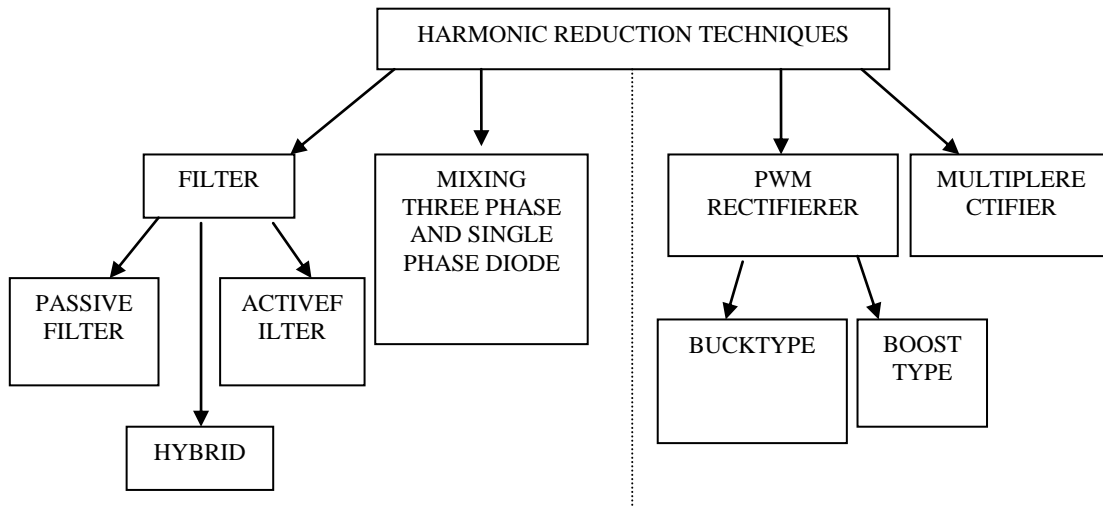 HARMONIC REDUCTION TECHNIQUES
FILTER
MIXING
THREE PHASE
AND SINGLE
PHASE DIODE
PWM
RECTIFIERER
MULTIPLERE
CTIFIER
PASSIVE
FILTER
ACTIVEF
ILTER
HYBRID
BUCKTYPE
BOOST
TYPE